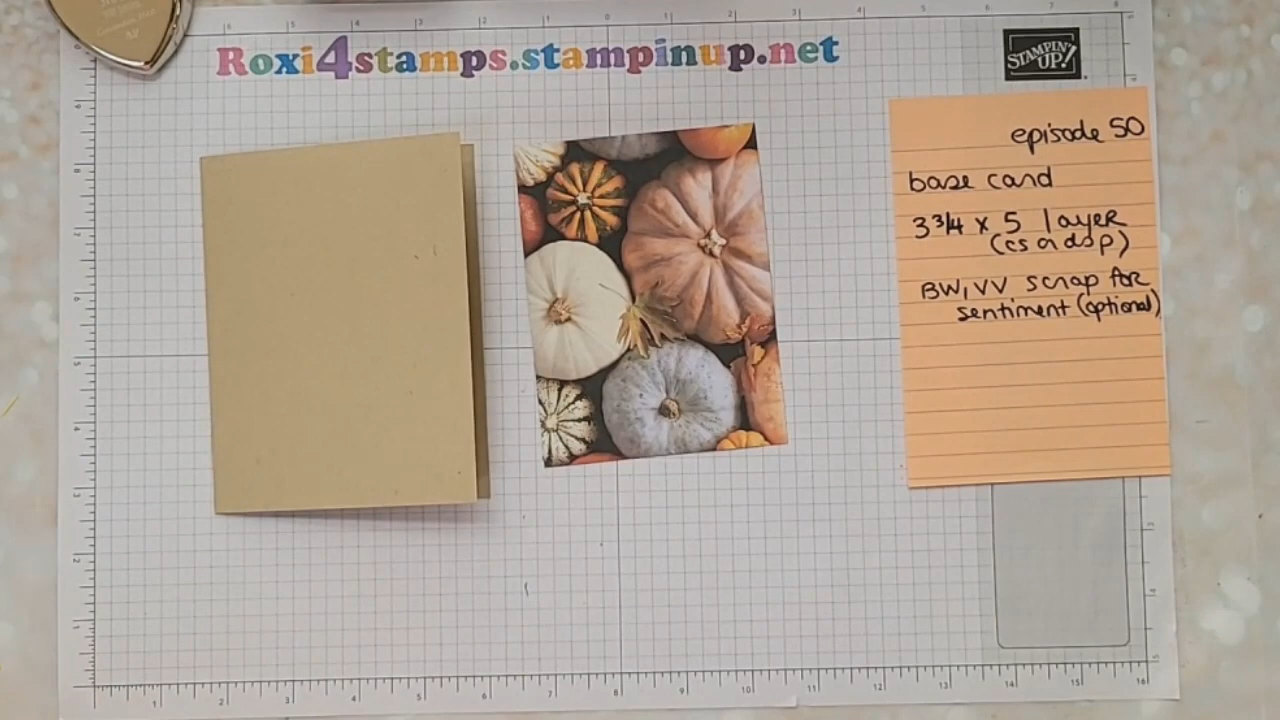 Roxi4stamps.stampinup.net
STAMPIN' UP!
episode 50
base card
3 3/4 x 5 layer
(cs or dsp)
BW, VV scrap for
sentiment (optional)